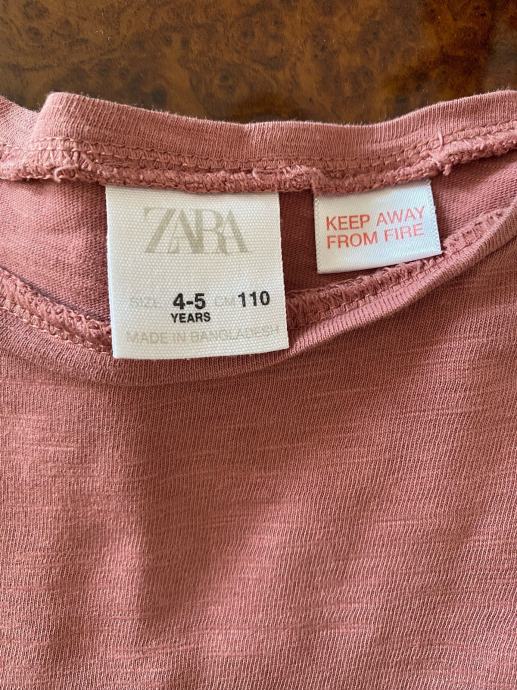 ZARA
SIZE 4-5 CM 110
YEARS
MADE IN BANGLADESH
KEEP AWAY
FROM FIRE